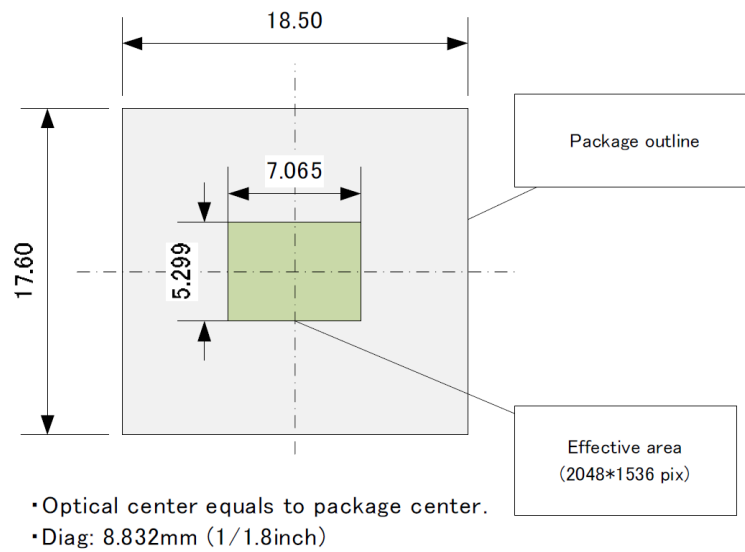 18.50
Package outline
7.065
5.299
17.60
Effective area
(2048*1536 pix)
・Optical center equals to package center.
・Diag: 8.832mm (1/1.8inch)